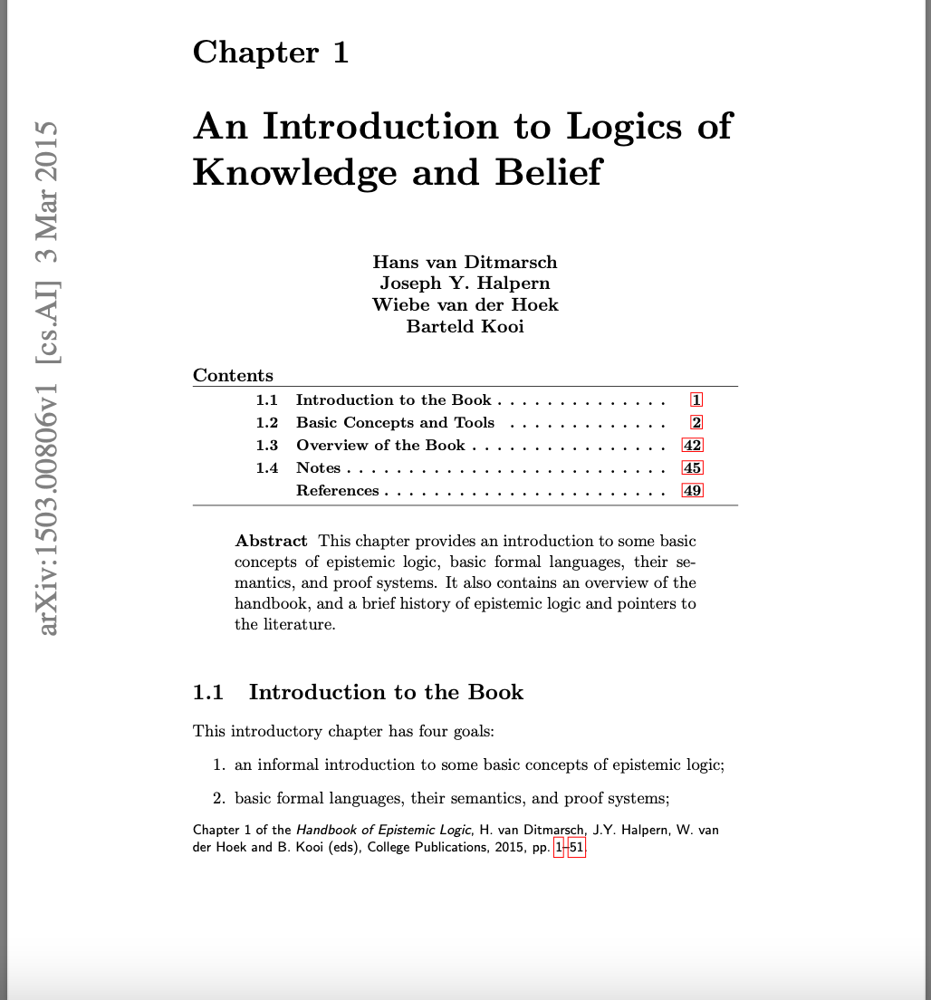 arXiv:1503.00806v1 [cs.AI] 3 Mar 2015
Chapter 1
An Introduction to Logics of
Knowledge and Belief
Hans van Ditmarsch
Joseph Y. Halpern
Wiebe van der Hoek
Barteld Kooi
Contents
1.1 Introduction to the Book . . . . . . . . . . . . . . 1
1.2 Basic Concepts and Tools . . . . . . . . . . . . . 2
1.3 Overview of the Book . . . . . . . . . . . . . . . . 42
1.4 Notes . . . . . . . . . . . . . . . . . . . . . . . . . . 45
References . . . . . . . . . . . . . . . . . . . . . . . 49
Abstract This chapter provides an introduction to some basic
concepts of epistemic logic, basic formal languages, their se-
mantics, and proof systems. It also contains an overview of the
handbook, and a brief history of epistemic logic and pointers to
the literature.
1.1 Introduction to the Book
This introductory chapter has four goals:
1. an informal introduction to some basic concepts of epistemic logic;
2. basic formal languages, their semantics, and proof systems;
Chapter 1 of the Handbook of Epistemic Logic, H. van Ditmarsch, J.Y. Halpern, W. van
der Hoek and B. Kooi (eds), College Publications, 2015, pp. 1–51.